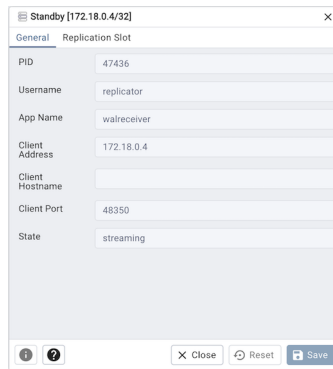 Standby [172.18.0.4/32]
General Replication Slot
PID 47436
Username replicator
App Name walreceiver
Client Address 172.18.0.4
Client Hostname
Client Port 48350
State streaming
Close Reset Save